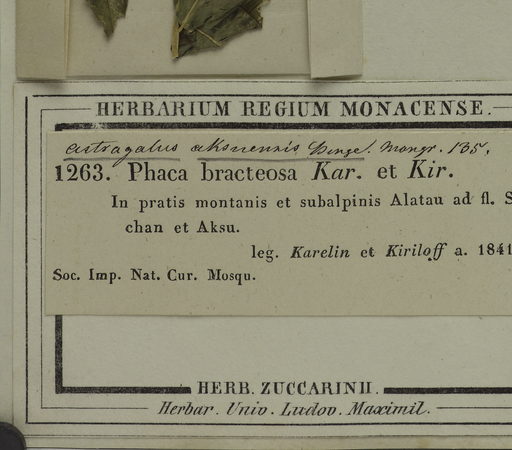 HERBARIUM REGIUM MONACENSE.
astragalus aksuensis Bunge! Monogr. 135,
1263. Phaca bracteosa Kar. et Kir.
In pratis montanis et subalpinis Alatau ad fl. S
chan et Aksu.
leg. Karelin et Kiriloff a. 1841
Soc. Imp. Nat. Cur. Mosqu.
HERB. ZUCCARINII.
Herbar. Univ. Ludov. Maximil.